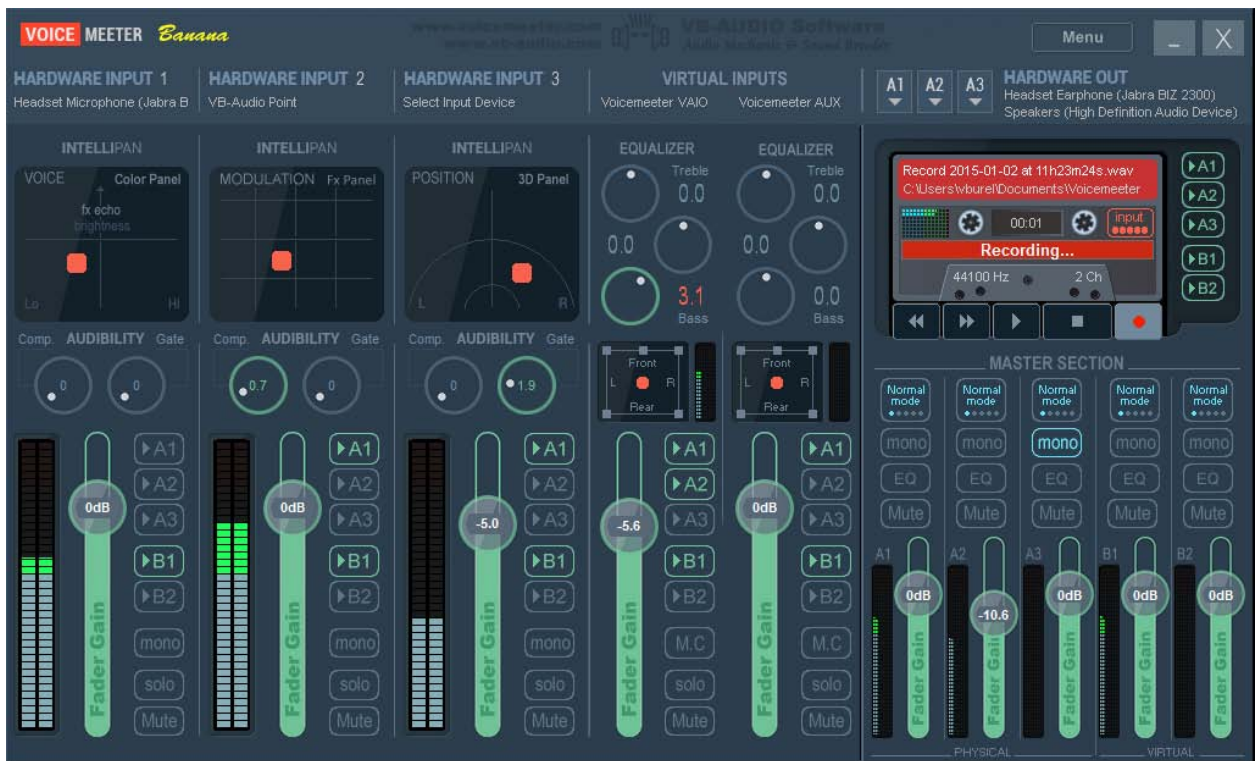 VOICE MEETER Banana
VB-AUDIO Software
Audio Mechanic & Sound Breeder
Menu
HARDWARE INPUT 1
Headset Microphone (Jabra B
HARDWARE INPUT 2
VB-Audio Point
HARDWARE INPUT 3
Select Input Device
VIRTUAL INPUTS
Voicemeeter VAIO Voicemeeter AUX
A1 A2 A3
HARDWARE OUT
Headset Earphone (Jabra BIZ 2300)
Speakers (High Definition Audio Device)
INTELLIPAN
VOICE Color Panel
fx echo
brightness
Lo Hi
INTELLIPAN
MODULATION Fx Panel
INTELLIPAN
POSITION 3D Panel
L R
EQUALIZER
Treble
0.0
0.0
3.1
Bass
EQUALIZER
Treble
0.0
0.0
0.0
Bass
Record 2015-01-02 at 11h23m24s.wav
C:\Users\vburel\Documents\Voicemeeter
00:01
input
Recording...
44100 Hz 2 Ch
A1
A2
A3
B1
B2
Comp. AUDIBILITY Gate
0 0
Comp. AUDIBILITY Gate
0.7 0
Comp. AUDIBILITY Gate
0 1.9
Front
L R
Rear
Front
L R
Rear
0dB
Fader Gain
A1
A2
A3
B1
B2
mono
solo
Mute
0dB
Fader Gain
A1
A2
A3
B1
B2
mono
solo
Mute
-5.0
Fader Gain
A1
A2
A3
B1
B2
mono
solo
Mute
-5.6
Fader Gain
A1
A2
A3
B1
B2
M.C
solo
Mute
0dB
Fader Gain
A1
A2
A3
B1
B2
M.C
solo
Mute
MASTER SECTION
Normal mode Normal mode Normal mode Normal mode Normal mode
mono mono mono mono mono
EQ EQ EQ EQ EQ
Mute Mute Mute Mute Mute
A1 A2 A3 B1 B2
0dB -10.6 0dB 0dB 0dB
Fader Gain Fader Gain Fader Gain Fader Gain Fader Gain
PHYSICAL VIRTUAL